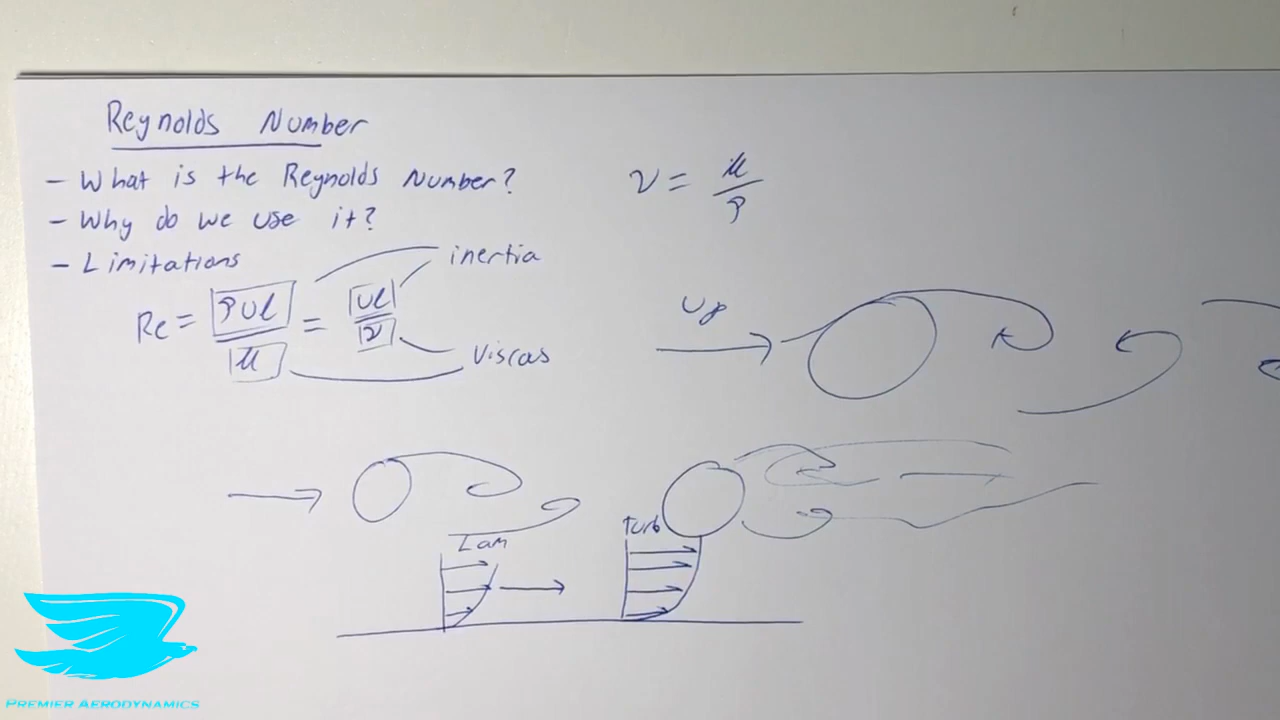 Reynolds Number
- What is the Reynolds Number?
- Why do we use it?
- Limitations
ν = μ/ρ
inertia
Re = ρUl/μ = Ul/ν
Viscas
U∞
Lam
turb
PREMIER AERODYNAMICS